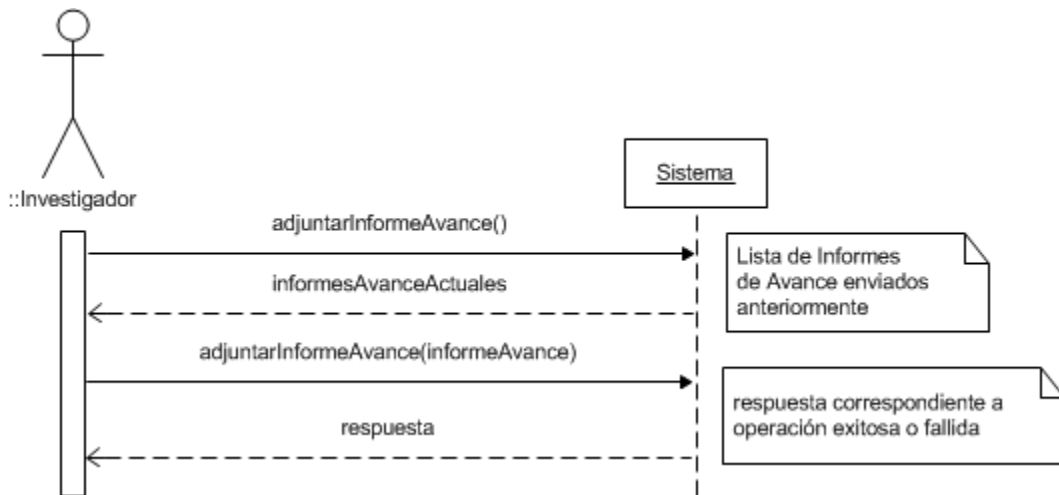 ::Investigador
Sistema
adjuntarInformeAvance()
Lista de Informes
de Avance enviados
anteriormente
informesAvanceActuales
adjuntarInformeAvance(informeAvance)
respuesta correspondiente a
operación exitosa o fallida
respuesta